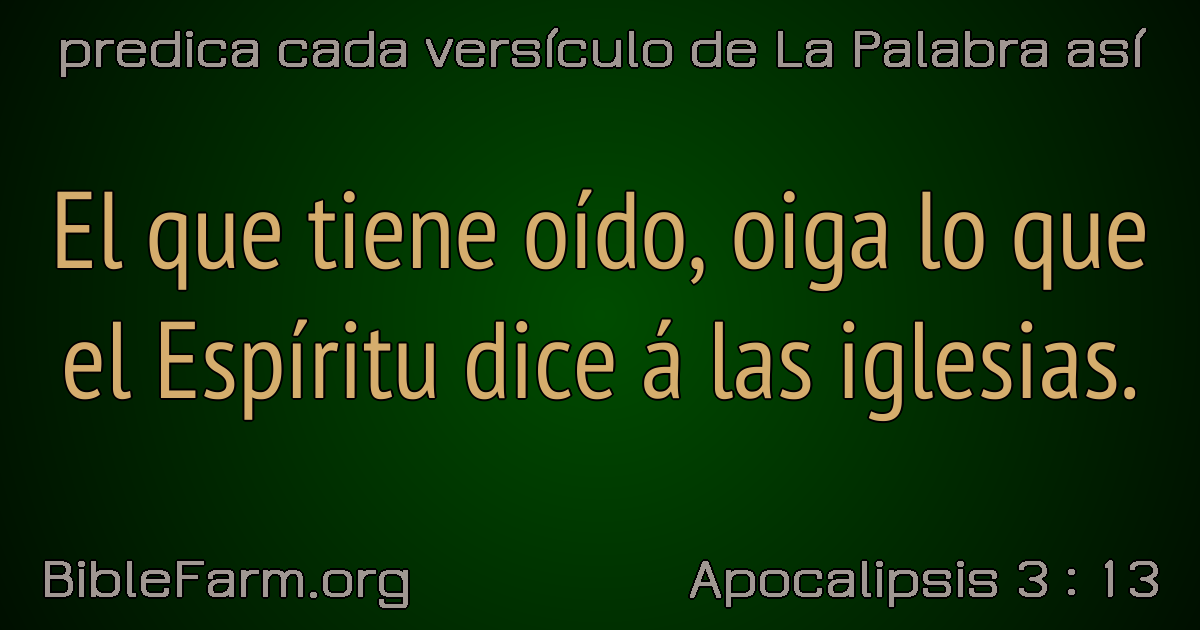 predica cada versículo de La Palabra así
El que tiene oído, oiga lo que
el Espíritu dice á las iglesias.
BibleFarm.org
Apocalipsis 3 : 13